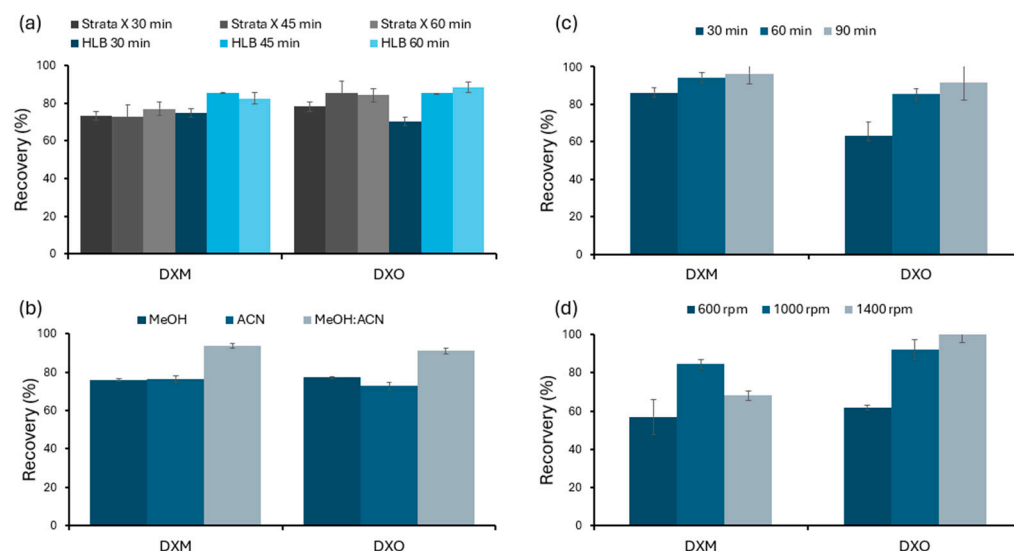 (a)
Strata X 30 min Strata X 45 min Strata X 60 min
HLB 30 min HLB 45 min HLB 60 min
Recovery (%)
100
80
60
40
20
0
DXM DXO
(c)
30 min 60 min 90 min
Recovery (%)
100
80
60
40
20
0
DXM DXO
(b)
MeOH ACN MeOH:ACN
Recovery (%)
100
80
60
40
20
0
DXM DXO
(d)
600 rpm 1000 rpm 1400 rpm
Recorvery (%)
100
80
60
40
20
0
DXM DXO